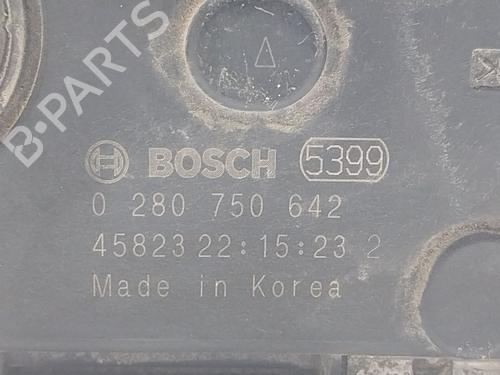 B-PARTS
BOSCH 5399
0 280 750 642
45823 22:15:23 2
Made in Korea